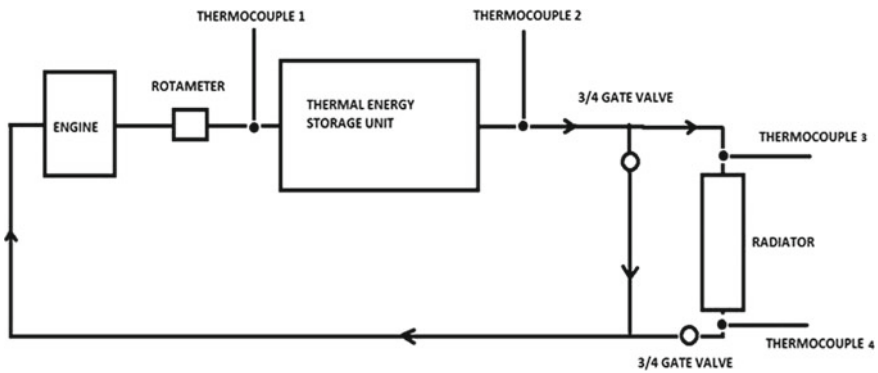 THERMOCOUPLE 1
THERMOCOUPLE 2
ROTAMETER
3/4 GATE VALVE
ENGINE
THERMAL ENERGY
STORAGE UNIT
THERMOCOUPLE 3
RADIATOR
THERMOCOUPLE 4
3/4 GATE VALVE